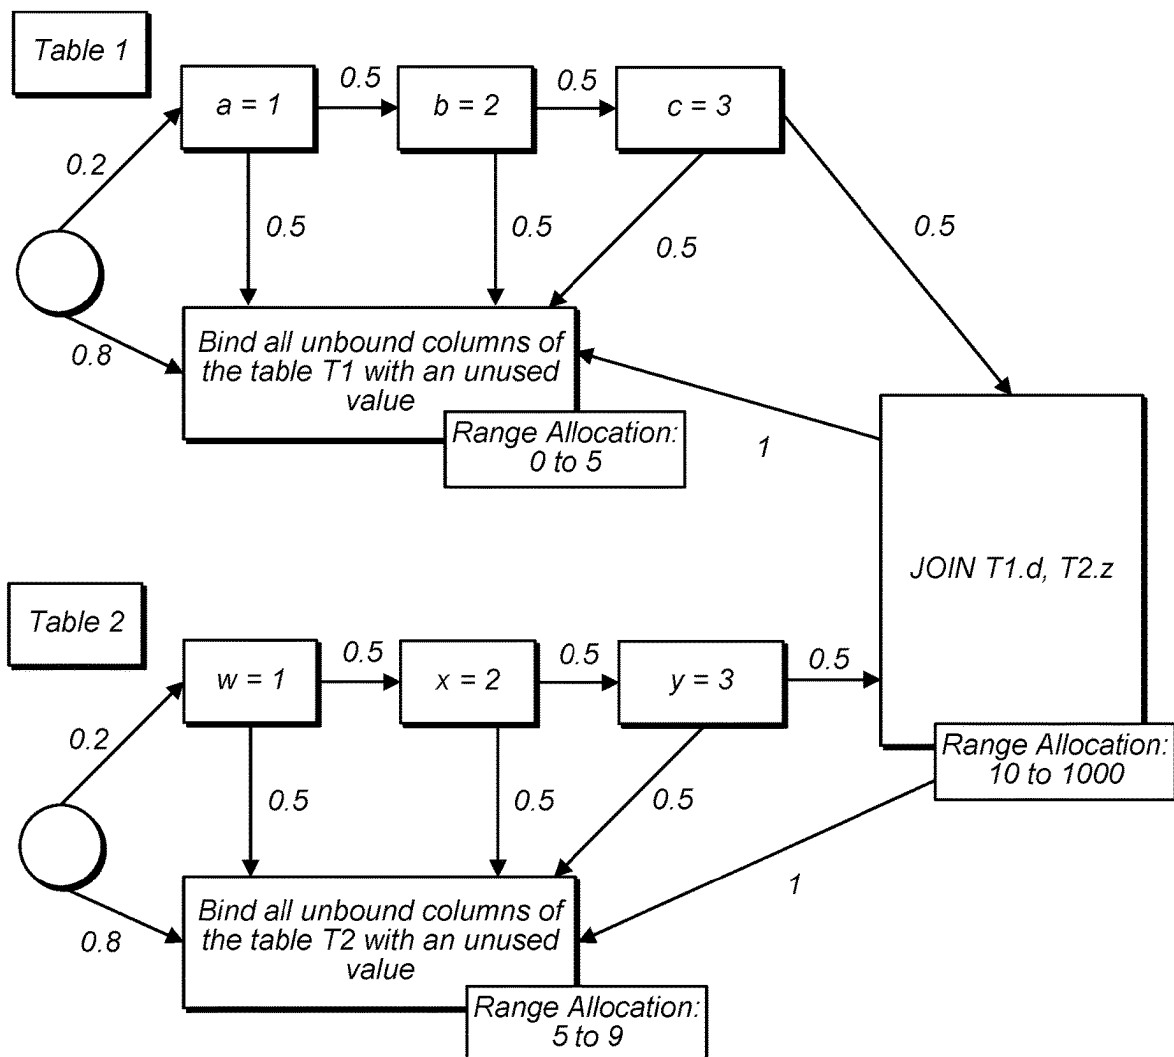 Table 1
a = 1
0.5
b = 2
0.5
c = 3
0.2
0.5
0.5
0.5
0.5
0.8
Bind all unbound columns of
the table T1 with an unused
value
Range Allocation:
0 to 5
1
JOIN T1.d, T2.z
Range Allocation:
10 to 1000
Table 2
w = 1
0.5
x = 2
0.5
y = 3
0.5
0.2
0.5
0.5
0.5
1
0.8
Bind all unbound columns of
the table T2 with an unused
value
Range Allocation:
5 to 9